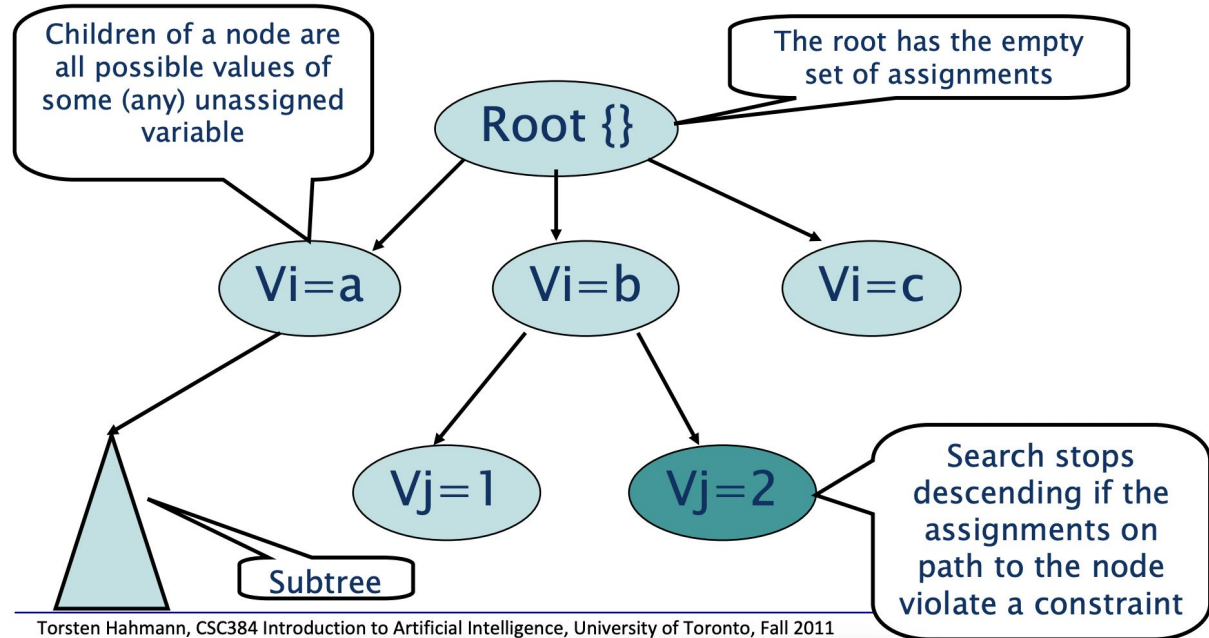 Children of a node are
all possible values of
some (any) unassigned
variable
The root has the empty
set of assignments
Root {}
Vi=a
Vi=b
Vi=c
Vj=1
Vj=2
Search stops
descending if the
assignments on
path to the node
violate a constraint
Subtree
Torsten Hahmann, CSC384 Introduction to Artificial Intelligence, University of Toronto, Fall 2011